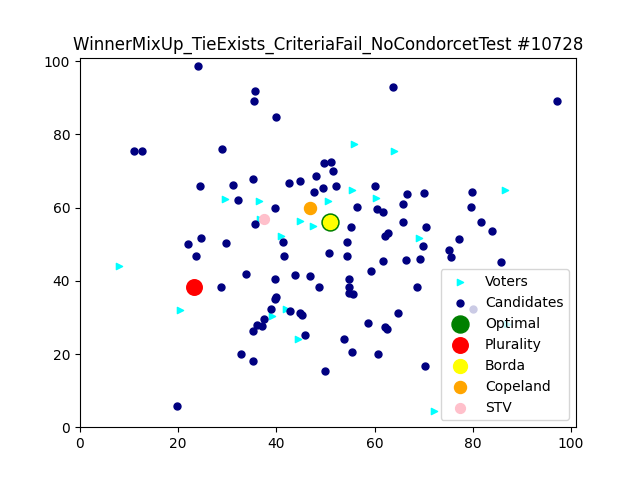 WinnerMixUp_TieExists_CriteriaFail_NoCondorcetTest #10728
100
80
60
40
20
0
0 20 40 60 80 100
Voters
Candidates
Optimal
Plurality
Borda
Copeland
STV